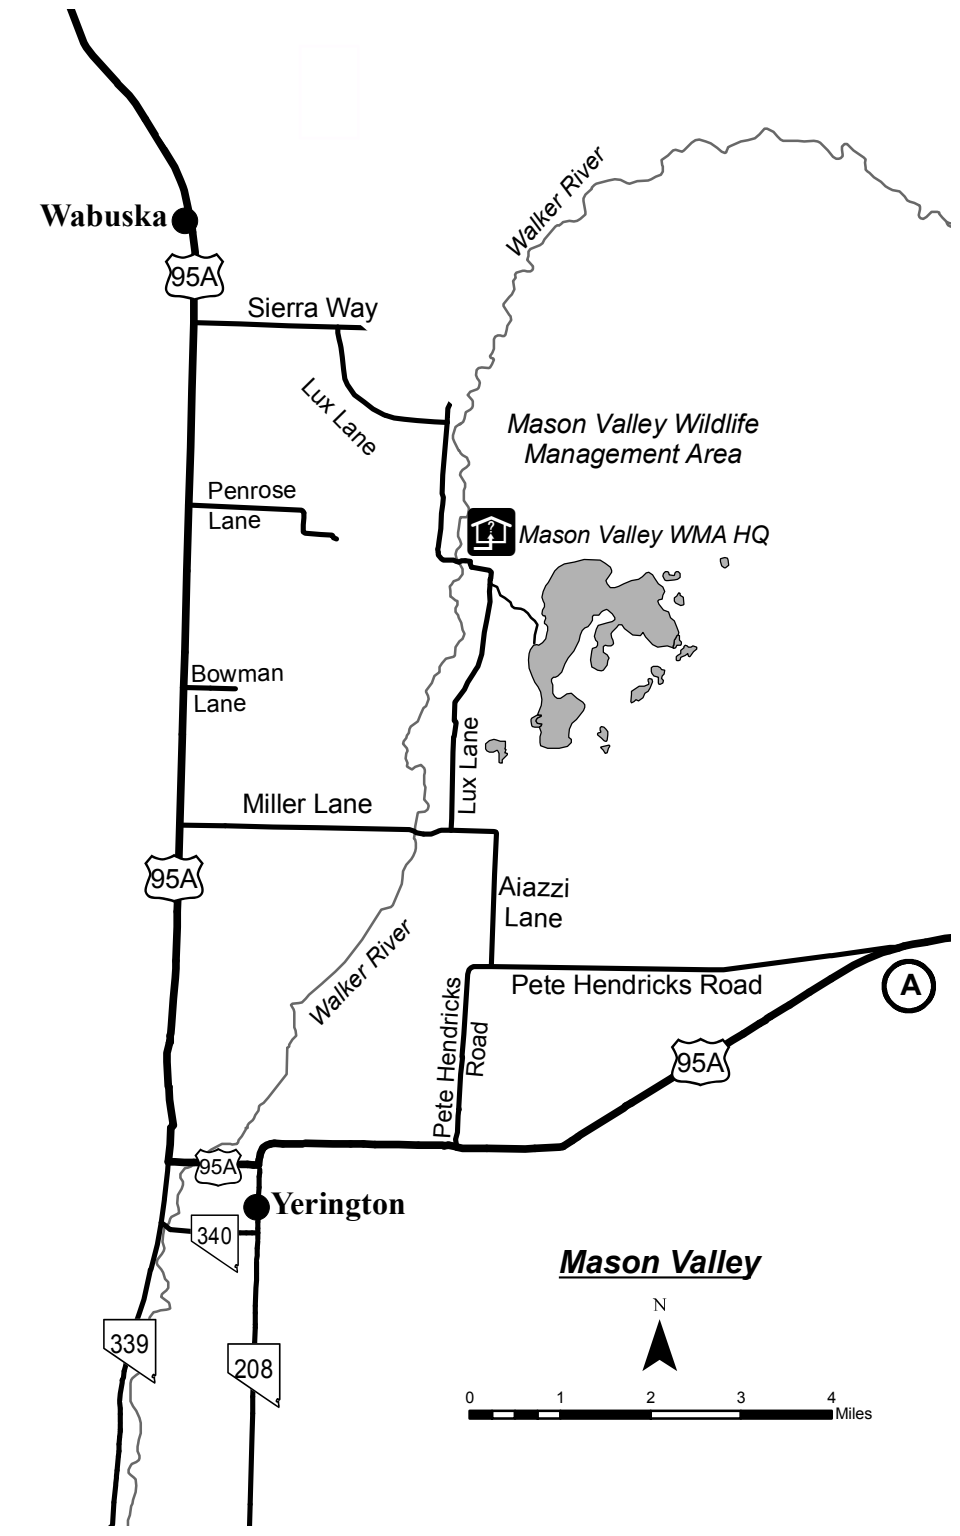 Walker River
Wabuska
95A
Sierra Way
Lux Lane
Mason Valley Wildlife
Management Area
Penrose
Lane
?
Mason Valley WMA HQ
Bowman
Lane
Lux Lane
Miller Lane
95A
Aiazzi
Lane
Walker River
Pete Hendricks Road
A
Pete Hendricks
Road
95A
95A
Yerington
340
Mason Valley
N
339
208
0 1 2 3 4
Miles